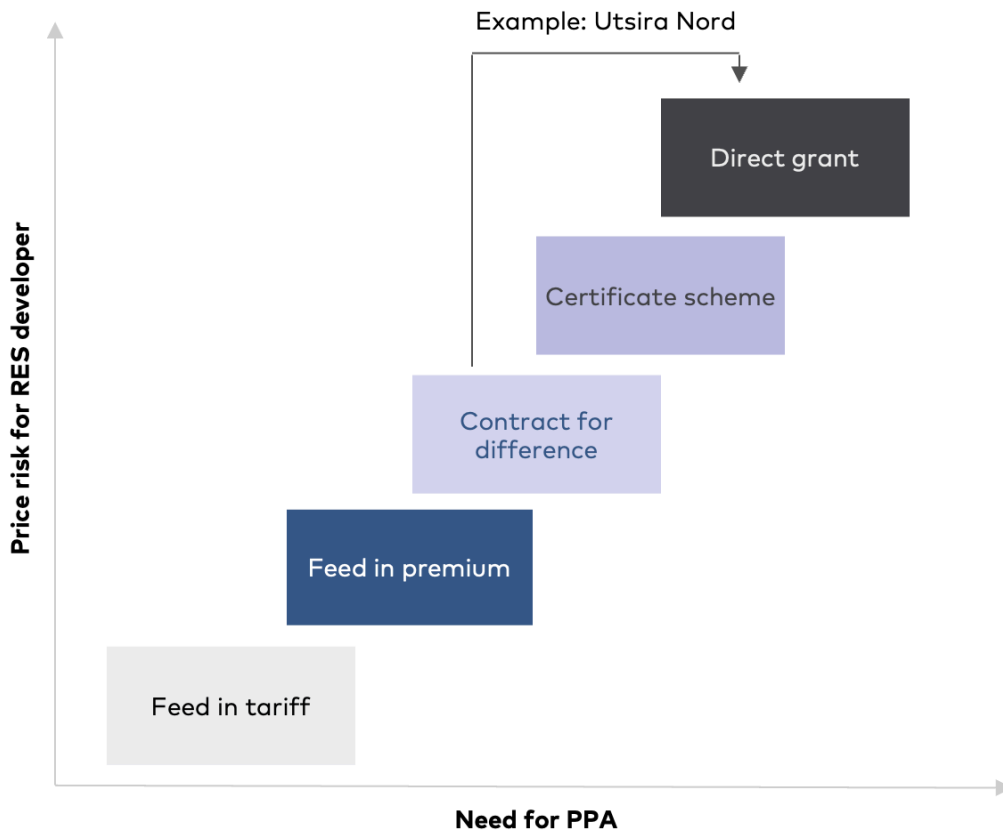 Example: Utsira Nord
Direct grant
Certificate scheme
Contract for
difference
Feed in premium
Feed in tariff
Price risk for RES developer
Need for PPA